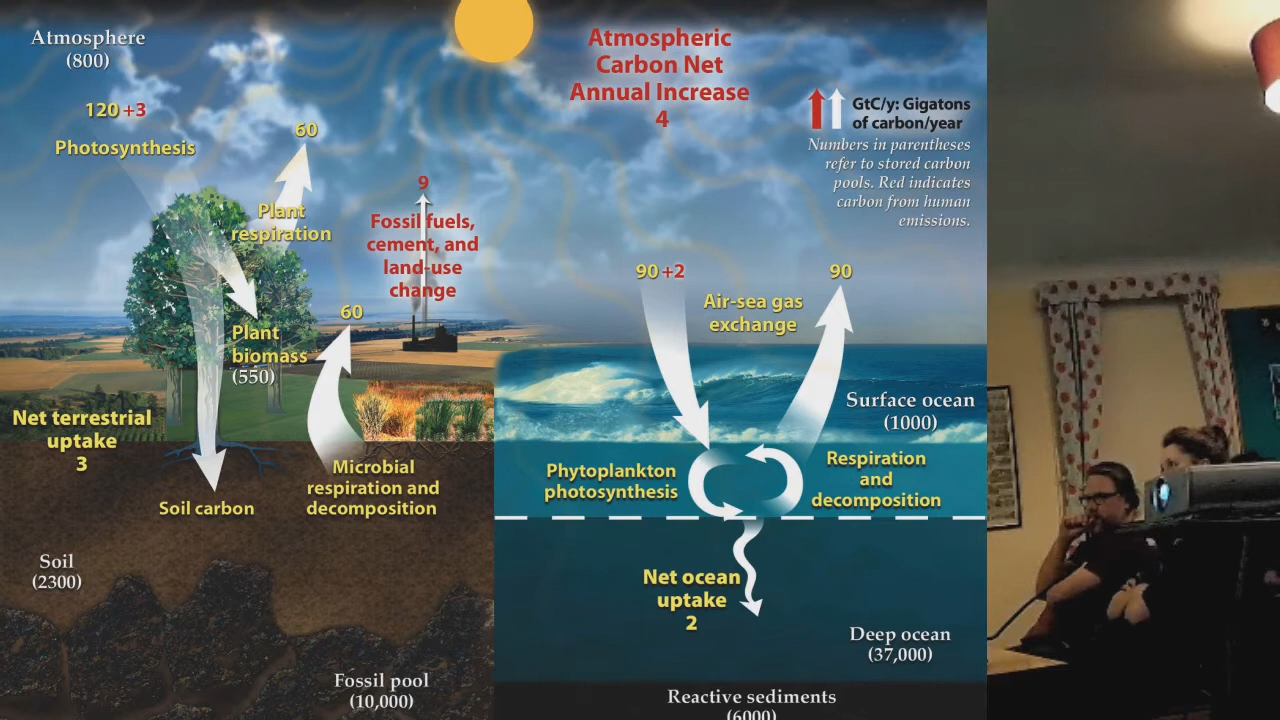 Atmosphere
(800)
120 +3
Photosynthesis
60
Plant
respiration
9
Fossil fuels,
cement, and
land-use
change
Plant
biomass
(550)
60
Net terrestrial
uptake
3
Soil carbon
Microbial
respiration and
decomposition
Soil
(2300)
Fossil pool
(10,000)
Atmospheric
Carbon Net
Annual Increase
4
GtC/y: Gigatons
of carbon/year
Numbers in parentheses
refer to stored carbon
pools. Red indicates
carbon from human
emissions.
90 +2
Air-sea gas
exchange
90
Surface ocean
(1000)
Phytoplankton
photosynthesis
Respiration
and
decomposition
Net ocean
uptake
2
Deep ocean
(37,000)
Reactive sediments
(6000)